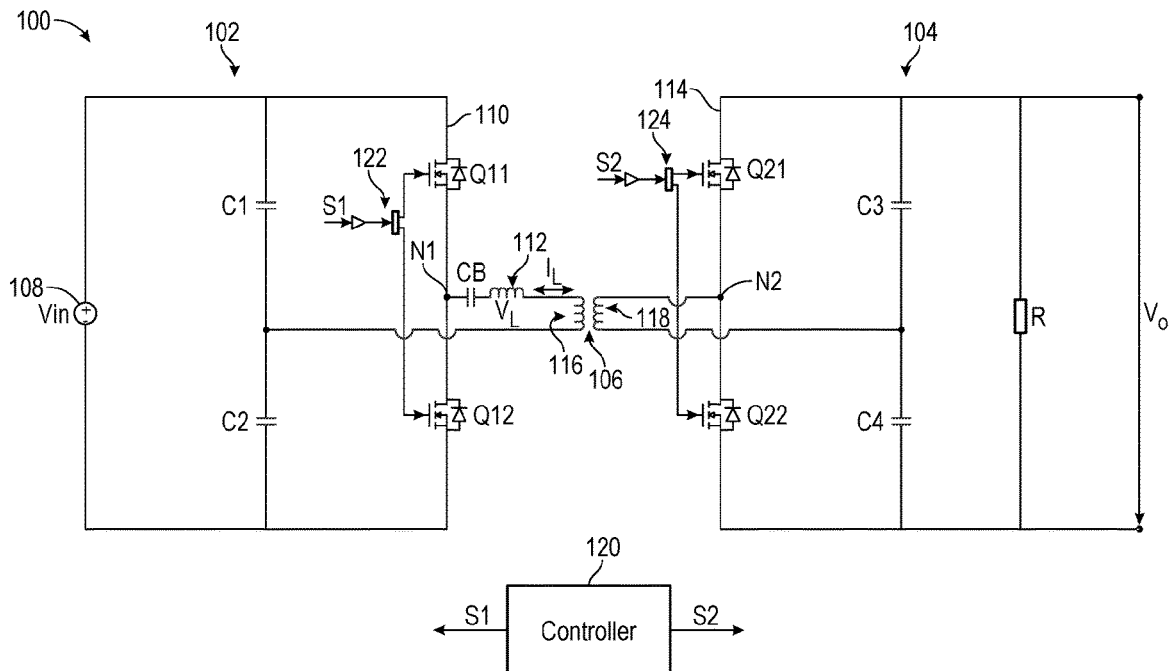 100
102
104
110
114
122
124
S1
S2
Q11
Q21
C1
C3
N1
CB
112
I_L
N2
108
Vin
V_L
116
118
106
R
V_o
C2
Q12
Q22
C4
120
S1
Controller
S2